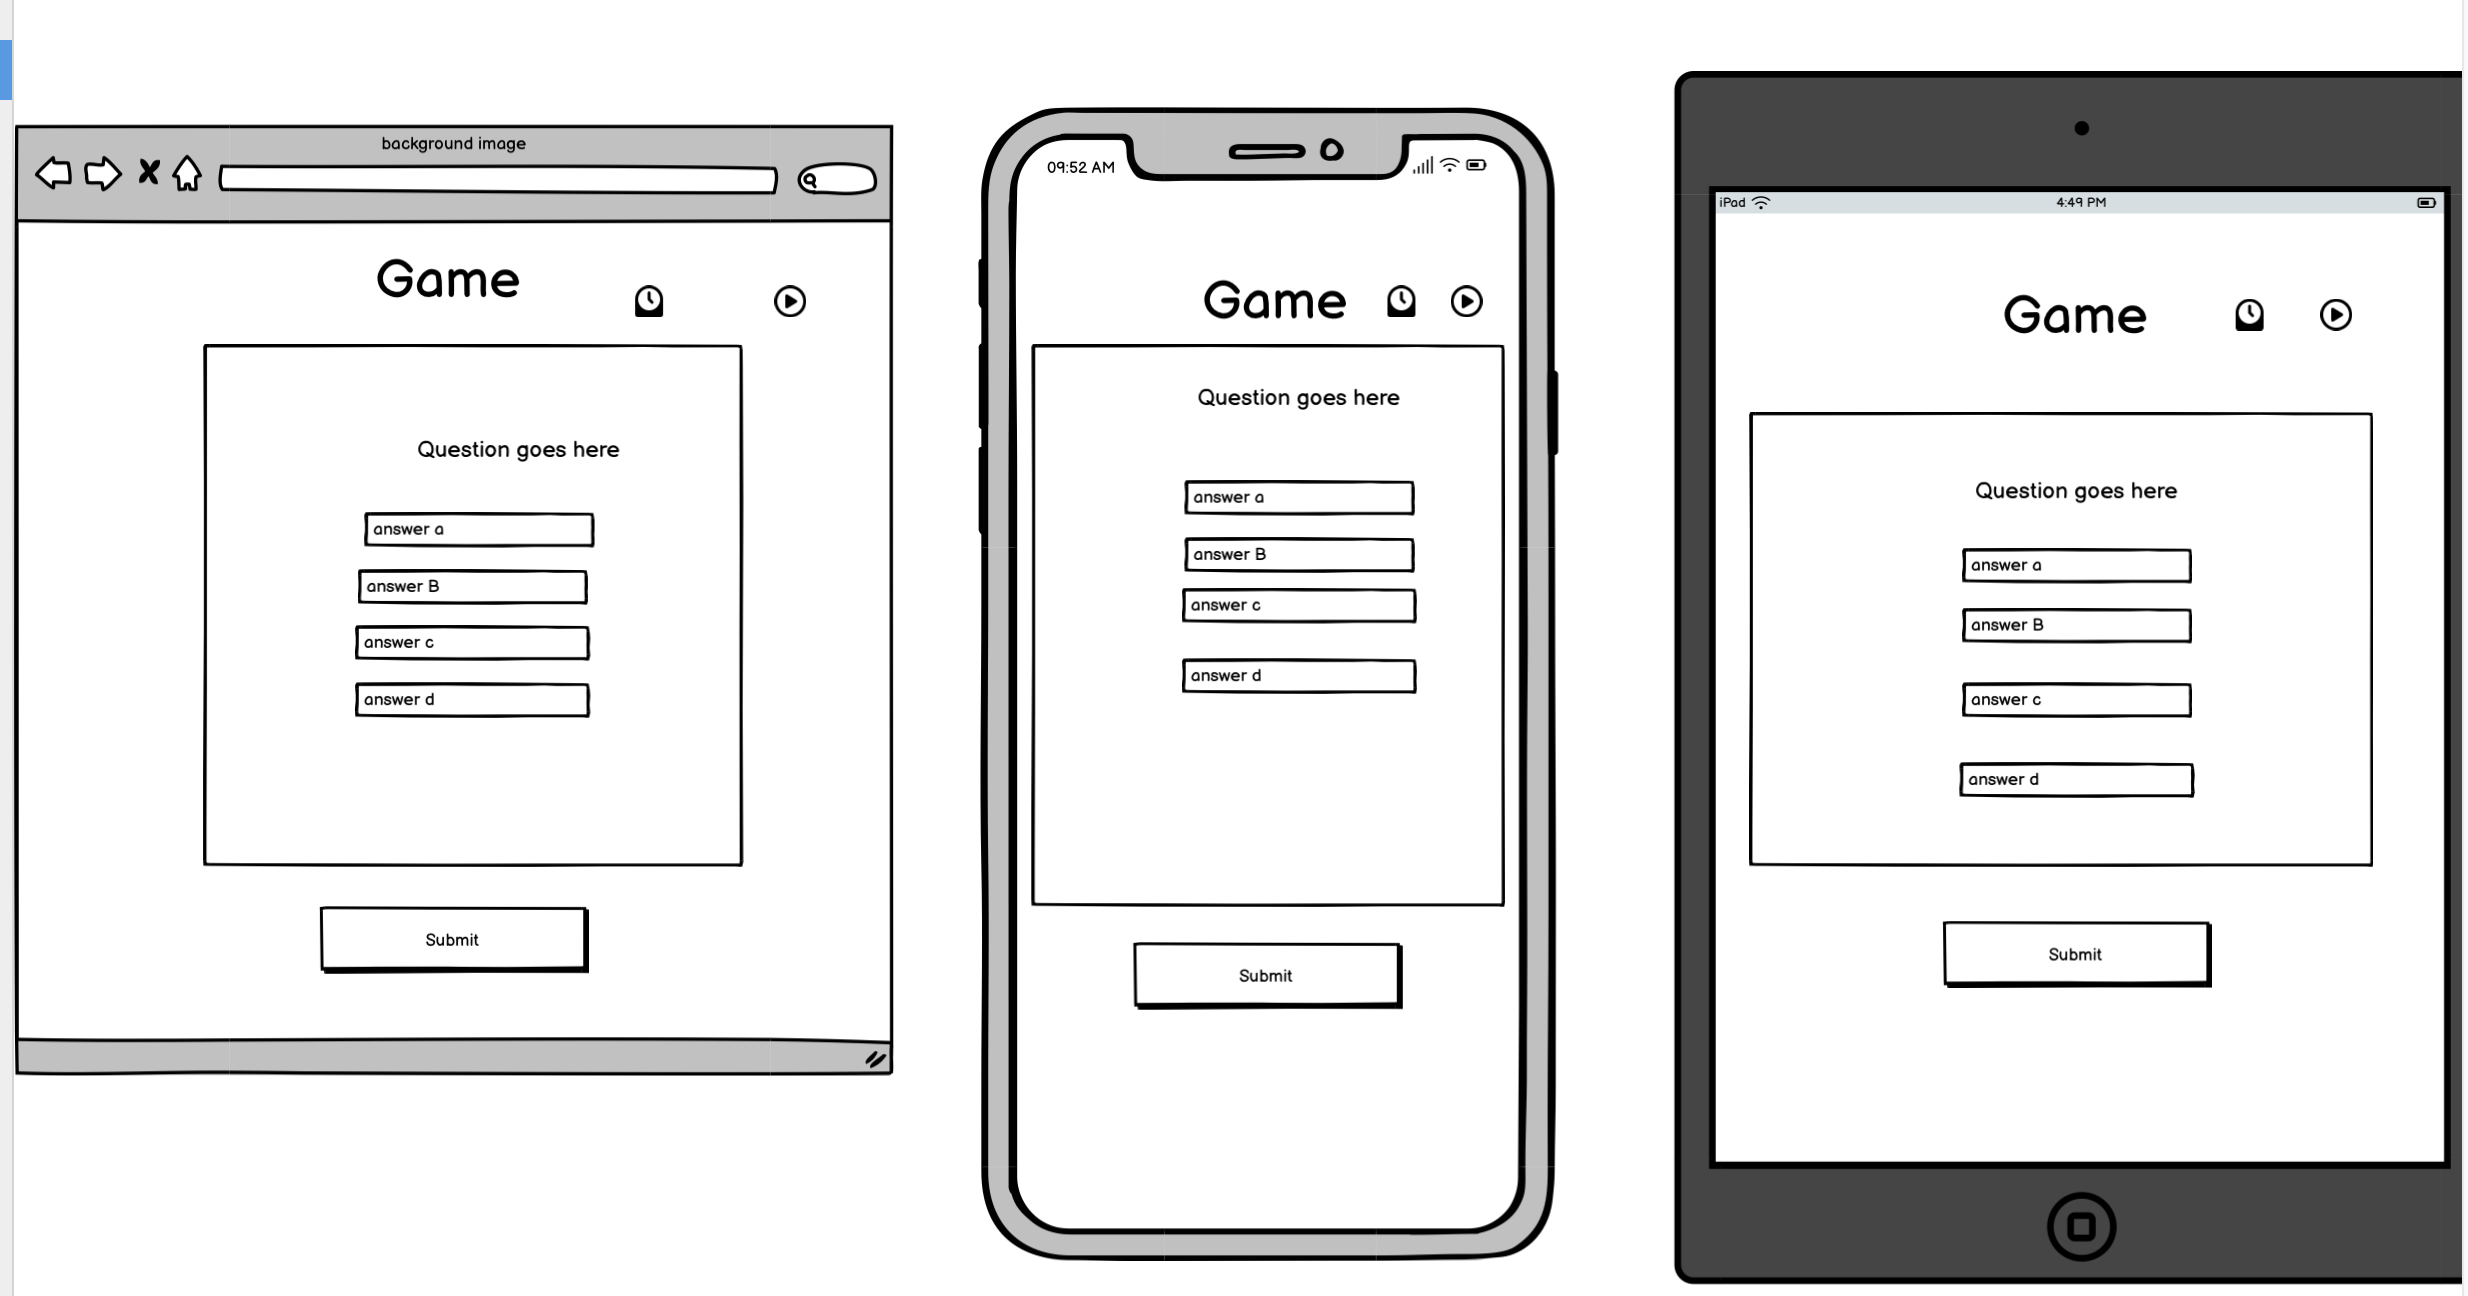 background image
Game
Question goes here
answer a
answer B
answer c
answer d
Submit
09:52 AM
Game
Question goes here
answer a
answer B
answer c
answer d
Submit
iPad 4:49 PM
Game
Question goes here
answer a
answer B
answer c
answer d
Submit